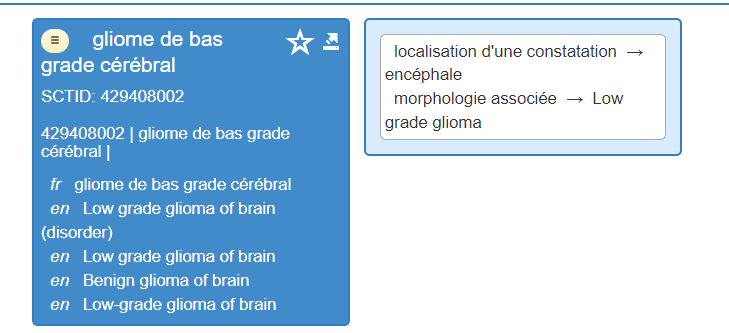 gliome de bas
grade cérébral
SCTID: 429408002
429408002 | gliome de bas grade
cérébral |
fr gliome de bas grade cérébral
en Low grade glioma of brain
(disorder)
en Low grade glioma of brain
en Benign glioma of brain
en Low-grade glioma of brain
localisation d'une constatation →
encéphale
morphologie associée → Low
grade glioma